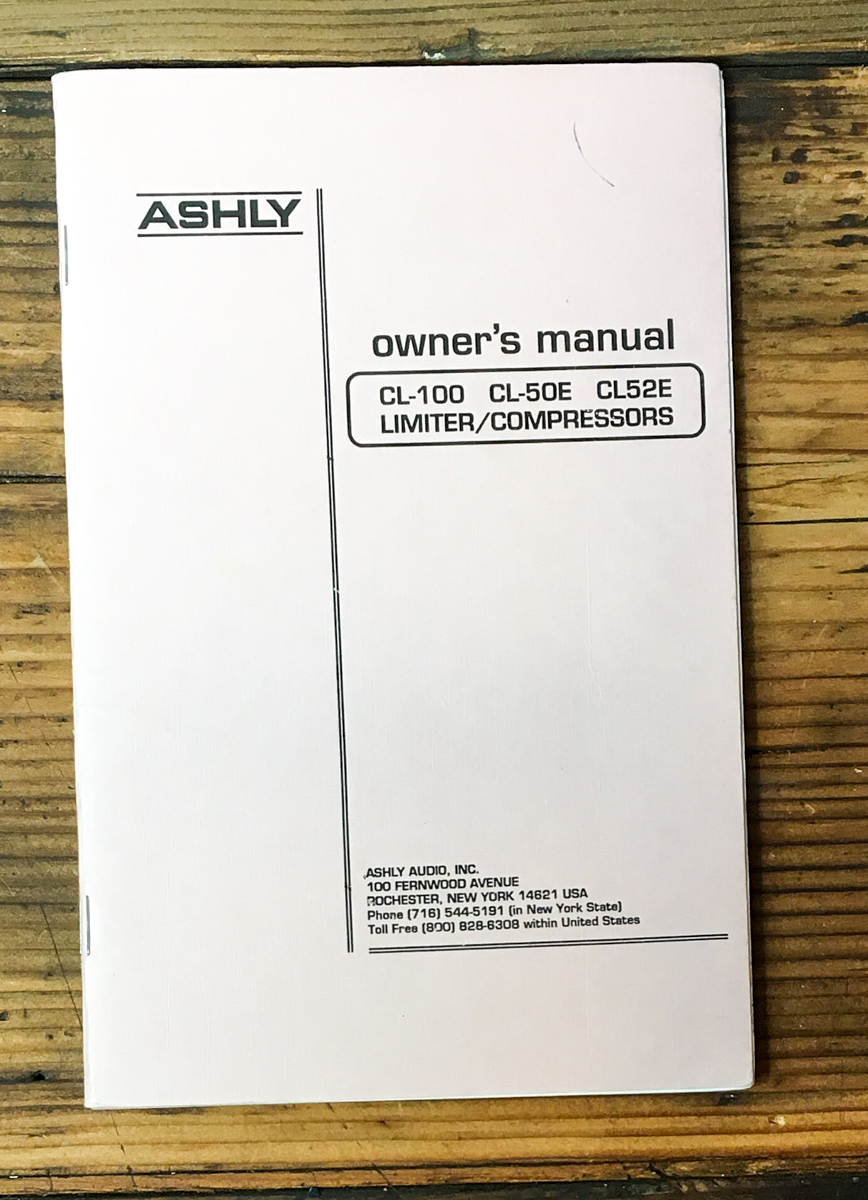 ASHLY
owner's manual
CL-100 CL-50E CL52E
LIMITER/COMPRESSORS
ASHLY AUDIO, INC.
100 FERNWOOD AVENUE
ROCHESTER, NEW YORK 14621 USA
Phone (716) 544-5191 (in New York State)
Toll Free (800) 828-6308 within United States